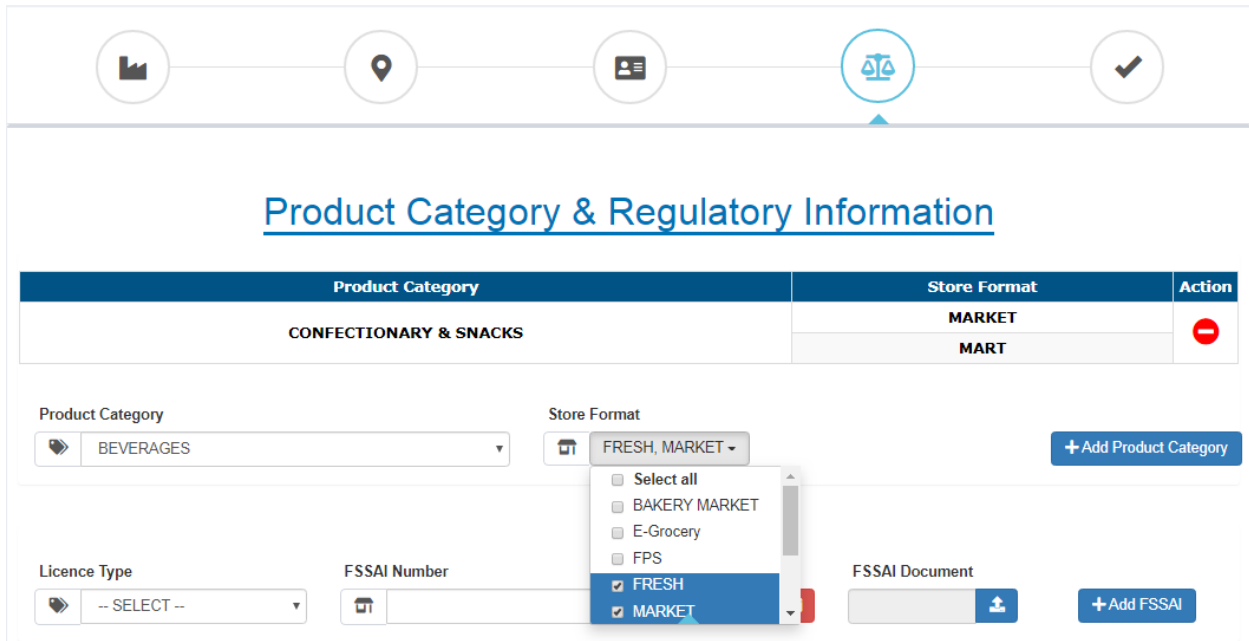 Product Category & Regulatory Information
Product Category Store Format Action
CONFECTIONARY & SNACKS
MARKET
MART
Product Category Store Format
BEVERAGES FRESH, MARKET Add Product Category
Select all
BAKERY MARKET
E-Grocery
FPS
FRESH
MARKET
Licence Type FSSAI Number FSSAI Document
-- SELECT -- Add FSSAI